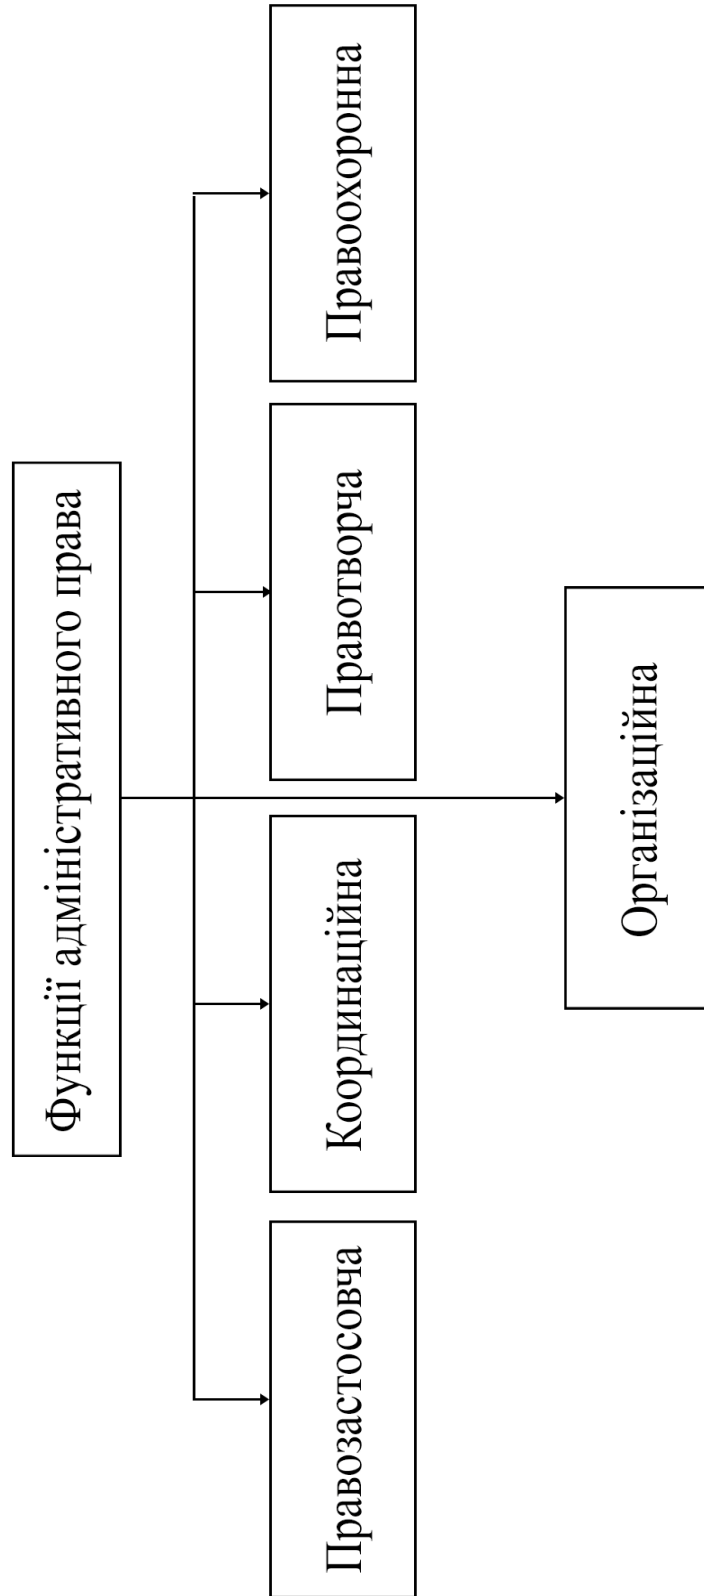 Функції адміністративного права
Правозастосовча
Координаційна
Правотворча
Правоохоронна
Організаційна